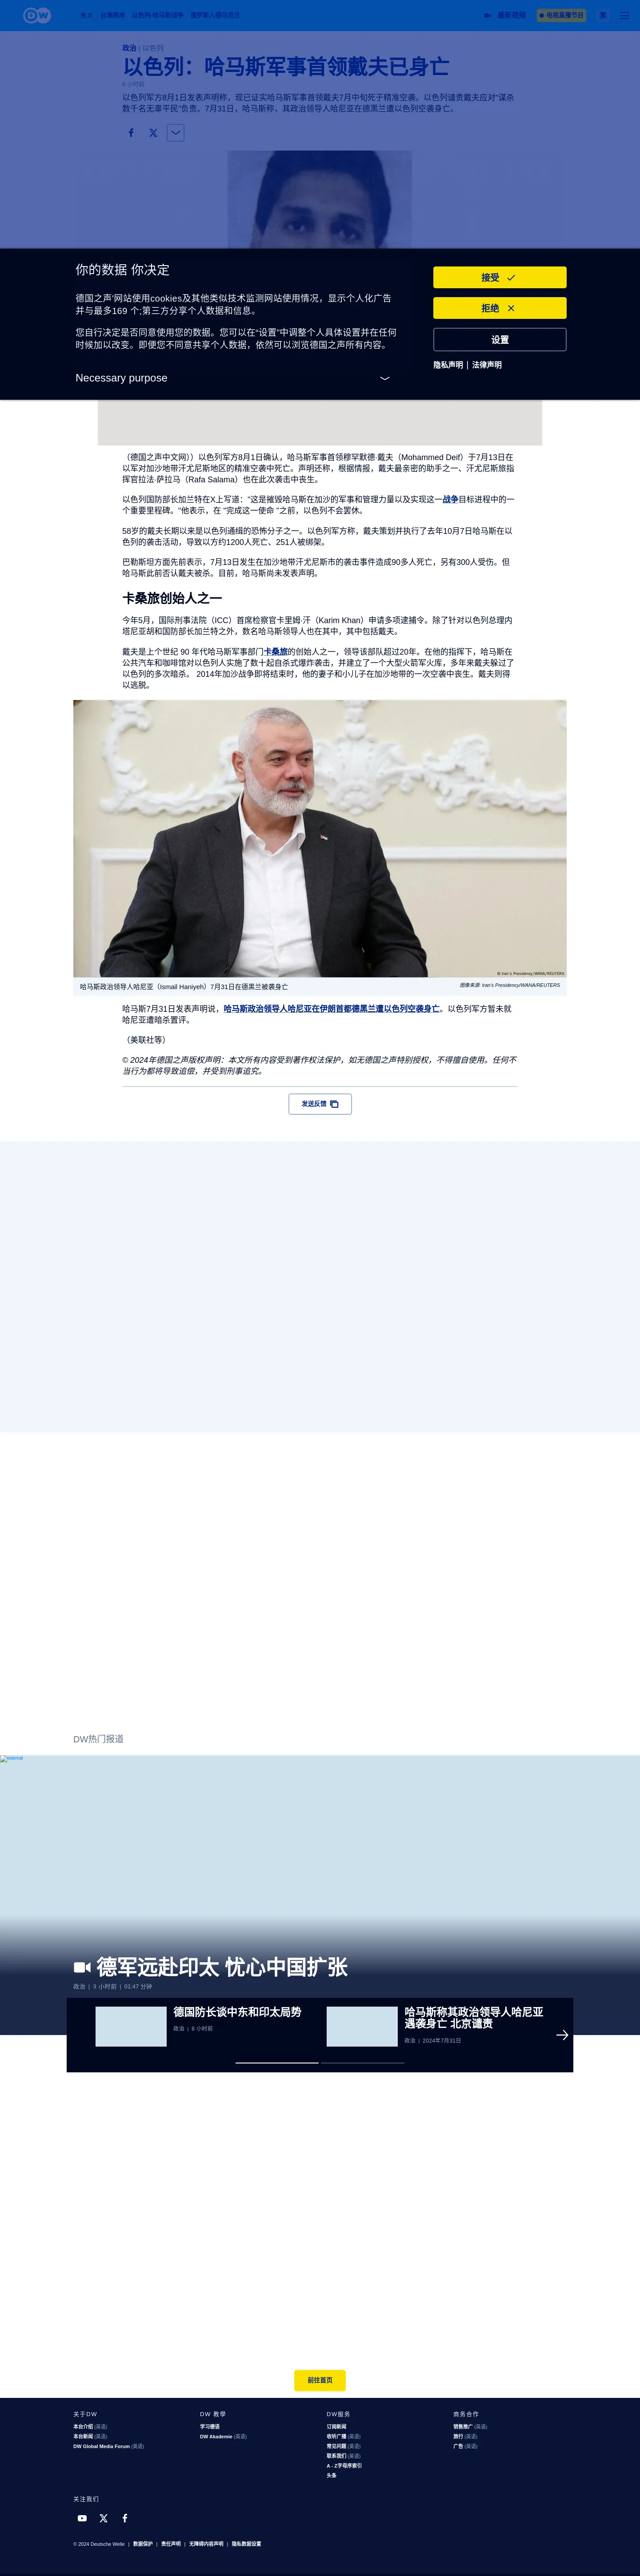 DW
焦点 台海两岸 以色列-哈马斯战争 俄罗斯入侵乌克兰
最新视频
电视直播节目
繁
政治 | 以色列
以色列：哈马斯军事首领戴夫已身亡
以色列军方8月1日发表声明称，现已证实哈马斯军事首领戴夫7月中旬死于精准空袭。以色列谴责戴夫应对"谋杀
数千名无辜平民"负责。7月31日，哈马斯称，哈马斯政治领导人哈尼亚在德黑兰遭以色列空袭身亡。
你的数据 你决定
德国之声'网站使用cookies及其他类似技术监测网站使用情况，显示个人化广告
并与最多169 个;第三方分享个人数据和信息。
您自行决定是否同意使用您的数据。您可以在"设置"中调整个人具体设置并在任何
时候加以改变。即便您不同意共享个人数据，依然可以浏览德国之声所有内容。
Necessary purpose
接受
拒绝
设置
隐私声明 | 法律声明
（德国之声中文网））以色列军方8月1日确认，哈马斯军事首领穆罕默德·戴夫（Mohammed Deif）于7月13日在
以军对加沙地带汗尤尼斯地区的精准空袭中死亡。声明还称，根据情报，戴夫最亲密的助手之一、汗尤尼斯旅指
挥官拉法·萨拉马（Rafa Salama）也在此次袭击中丧生。
以色列国防部长加兰特在X上写道："这是摧毁哈马斯在加沙的军事和管理力量以及实现这一战争目标进程中的一
个重要里程碑。"他表示，在 "完成这一使命 "之前，以色列不会罢休。
58岁的戴夫长期以来是以色列通缉的恐怖分子之一。以色列军方称，戴夫策划并执行了去年10月7日哈马斯在以
色列的袭击活动，导致以方约1200人死亡、251人被绑架。
巴勒斯坦方面先前表示，7月13日发生在加沙地带汗尤尼斯市的袭击事件造成90多人死亡，另有300人受伤。但
哈马斯此前否认戴夫被杀。目前，哈马斯尚未发表声明。
卡桑旅创始人之一
今年5月，国际刑事法院（ICC）首席检察官卡里姆·汗（Karim Khan）申请多项逮捕令。除了针对以色列总理内
塔尼亚胡和国防部长加兰特之外，数名哈马斯领导人也在其中，其中包括戴夫。
戴夫是上个世纪 90 年代哈马斯军事部门卡桑旅的创始人之一，领导该部队超过20年。在他的指挥下，哈马斯在
公共汽车和咖啡馆对以色列人实施了数十起自杀式爆炸袭击，并建立了一个大型火箭军火库，多年来戴夫躲过了
以色列的多次暗杀。 2014年加沙战争即将结束时，他的妻子和小儿子在加沙地带的一次空袭中丧生。戴夫则得
以逃脱。
© Iran's Presidency/WANA/REUTERS
哈马斯政治领导人哈尼亚（Ismail Haniyeh）7月31日在德黑兰被袭身亡
图像来源: Iran's Presidency/WANA/REUTERS
哈马斯7月31日发表声明说，哈马斯政治领导人哈尼亚在伊朗首都德黑兰遭以色列空袭身亡。以色列军方暂未就
哈尼亚遭暗杀置评。
（美联社等）
© 2024年德国之声版权声明：本文所有内容受到著作权法保护，如无德国之声特别授权，不得擅自使用。任何不
当行为都将导致追偿，并受到刑事追究。
发送反馈
DW热门报道
external
德军远赴印太 忧心中国扩张
政治 | 3 小时前 | 01:47 分钟
德国防长谈中东和印太局势
政治 | 8 小时前
哈马斯称其政治领导人哈尼亚
遇袭身亡 北京谴责
政治 | 2024年7月31日
前往首页
关于DW
本台介绍 (英语)
本台新闻 (英语)
DW Global Media Forum (英语)
DW 教學
学习德语
DW Akademie (英语)
DW服务
订阅新闻
收听广播 (英语)
常见问题 (英语)
联系我们 (英语)
A - Z字母序索引
头条
商务合作
销售推广 (英语)
旅行 (英语)
广告 (英语)
关注我们
© 2024 Deutsche Welle | 数据保护 | 责任声明 | 无障碍内容声明 | 隐私数据设置